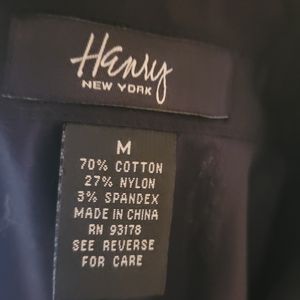 Henry
NEW YORK
M
70% COTTON
27% NYLON
3% SPANDEX
MADE IN CHINA
RN 93178
SEE REVERSE
FOR CARE